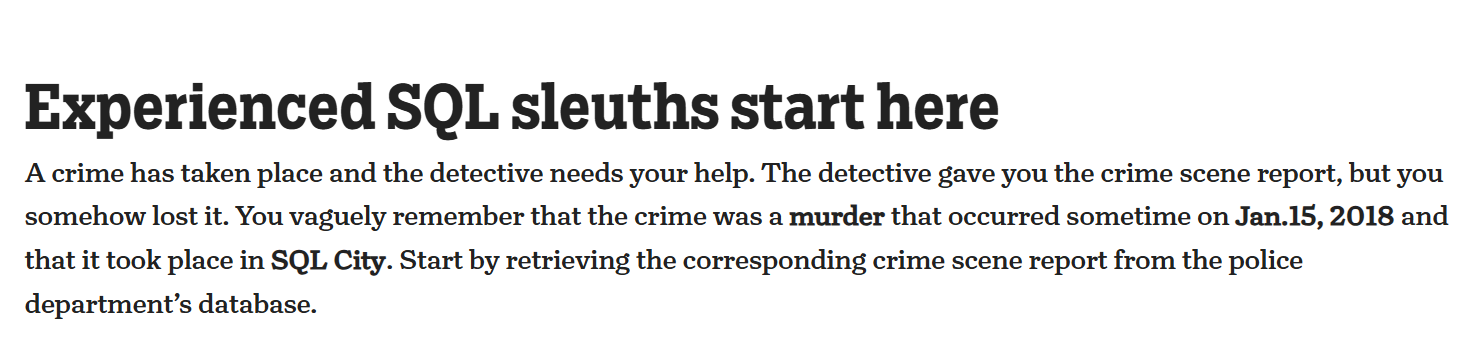 Experienced SQL sleuths start here
A crime has taken place and the detective needs your help. The detective gave you the crime scene report, but you
somehow lost it. You vaguely remember that the crime was a murder that occurred sometime on Jan.15, 2018 and
that it took place in SQL City. Start by retrieving the corresponding crime scene report from the police
department’s database.